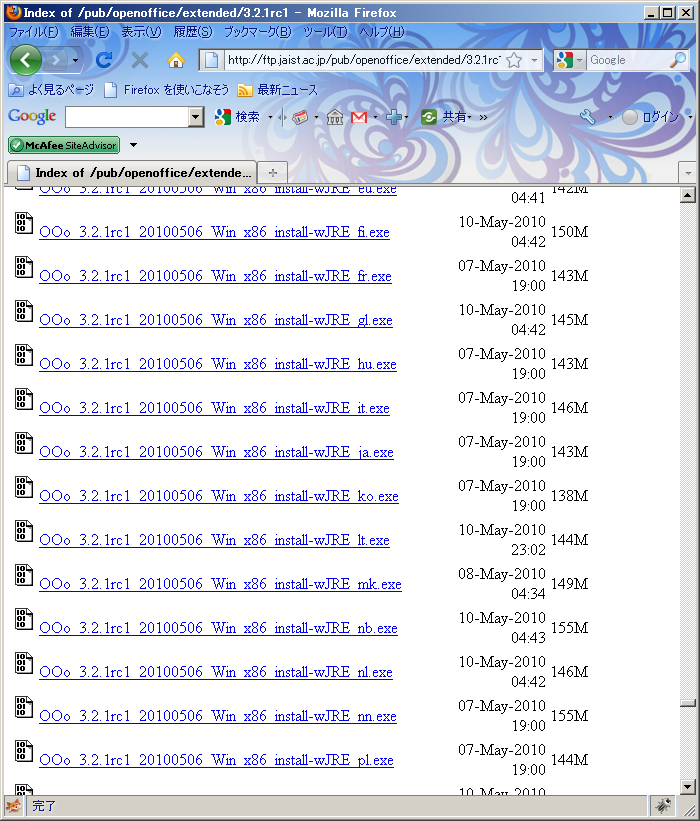 Index of /pub/openoffice/extended/3.2.1rc1 - Mozilla Firefox
ファイル(F) 編集(E) 表示(V) 履歴(S) ブックマーク(B) ツール(T) ヘルプ(H)
http://ftp.jaist.ac.jp/pub/openoffice/extended/3.2.1rc1 Google
よく見るページ Firefox を使いこなそう 最新ニュース
Google 検索 共有 » ログイン
McAfee SiteAdvisor
Index of /pub/openoffice/extende... +
OOo_3.2.1rc1_20100506_Win_x86_install-wJRE_eu.exe 142M
04:41
OOo_3.2.1rc1_20100506_Win_x86_install-wJRE_fi.exe 10-May-2010 150M
04:42
OOo_3.2.1rc1_20100506_Win_x86_install-wJRE_fr.exe 07-May-2010 143M
19:00
OOo_3.2.1rc1_20100506_Win_x86_install-wJRE_gl.exe 10-May-2010 145M
04:42
OOo_3.2.1rc1_20100506_Win_x86_install-wJRE_hu.exe 07-May-2010 143M
19:00
OOo_3.2.1rc1_20100506_Win_x86_install-wJRE_it.exe 07-May-2010 146M
19:00
OOo_3.2.1rc1_20100506_Win_x86_install-wJRE_ja.exe 07-May-2010 143M
19:00
OOo_3.2.1rc1_20100506_Win_x86_install-wJRE_ko.exe 07-May-2010 138M
19:00
OOo_3.2.1rc1_20100506_Win_x86_install-wJRE_lt.exe 10-May-2010 144M
23:02
OOo_3.2.1rc1_20100506_Win_x86_install-wJRE_mk.exe 08-May-2010 149M
04:34
OOo_3.2.1rc1_20100506_Win_x86_install-wJRE_nb.exe 10-May-2010 155M
04:43
OOo_3.2.1rc1_20100506_Win_x86_install-wJRE_nl.exe 10-May-2010 146M
04:42
OOo_3.2.1rc1_20100506_Win_x86_install-wJRE_nn.exe 07-May-2010 155M
19:00
OOo_3.2.1rc1_20100506_Win_x86_install-wJRE_pl.exe 07-May-2010 144M
19:00
10-May-2010
完了